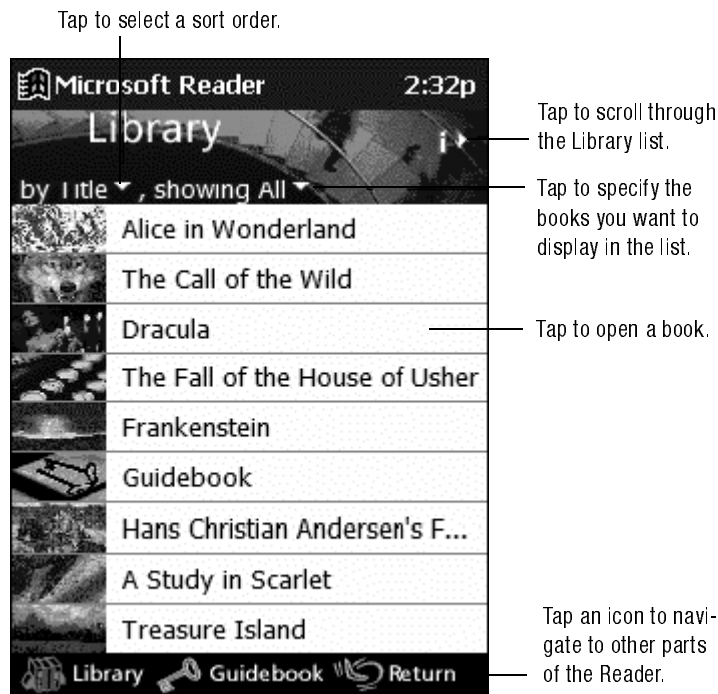 Tap to select a sort order.
Microsoft Reader 2:32p
Library
by Title , showing All
Tap to scroll through
the Library list.
Tap to specify the
books you want to
display in the list.
Alice in Wonderland
The Call of the Wild
Dracula
Tap to open a book.
The Fall of the House of Usher
Frankenstein
Guidebook
Hans Christian Andersen's F...
A Study in Scarlet
Treasure Island
Library Guidebook Return
Tap an icon to navi-
gate to other parts
of the Reader.